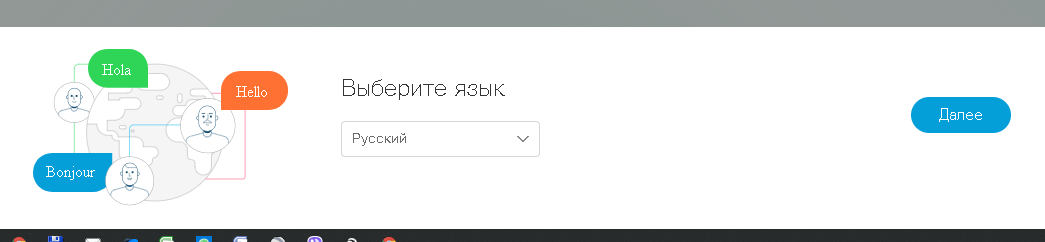 Hola
Hello
Bonjour
Выберите язык
Русский
Далее